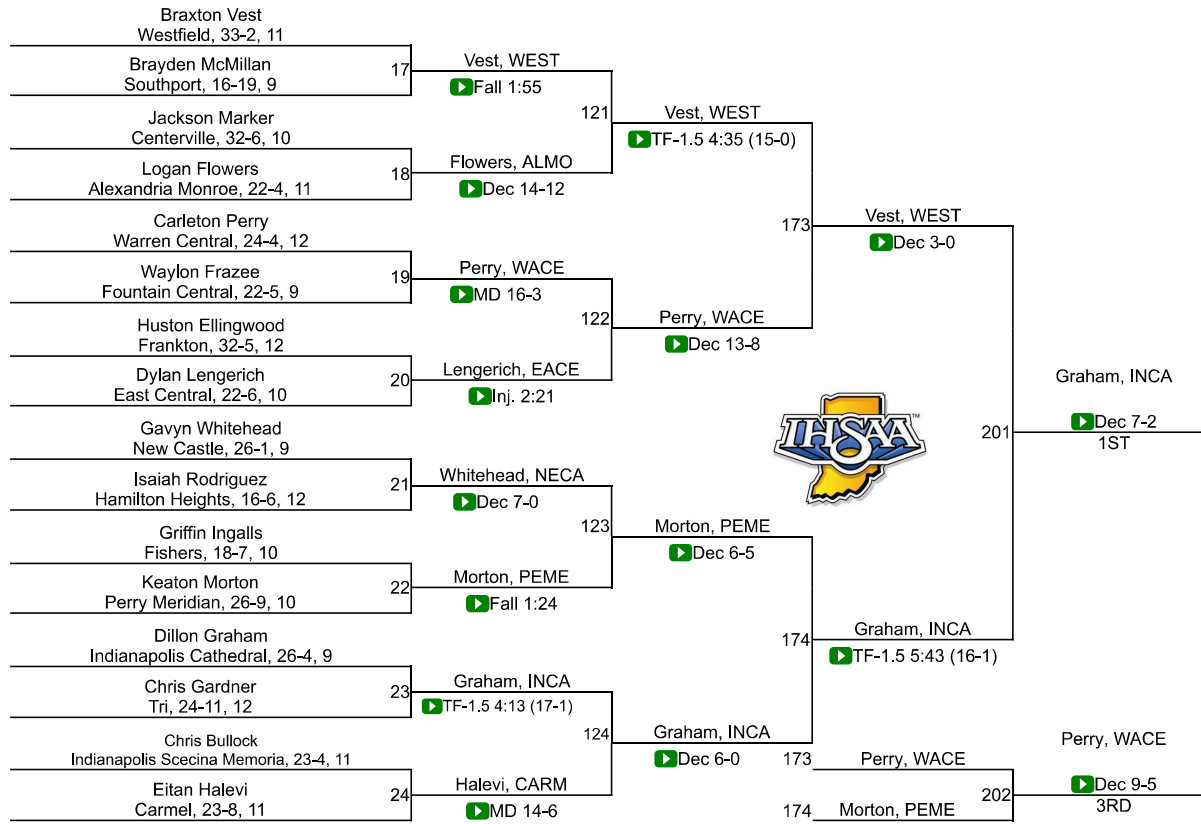 Braxton Vest
Westfield, 33-2, 11
Brayden McMillan
Southport, 16-19, 9
17
Vest, WEST
Fall 1:55
Jackson Marker
Centerville, 32-6, 10
Logan Flowers
Alexandria Monroe, 22-4, 11
18
Flowers, ALMO
Dec 14-12
121
Vest, WEST
TF-1.5 4:35 (15-0)
Carleton Perry
Warren Central, 24-4, 12
Waylon Frazee
Fountain Central, 22-5, 9
19
Perry, WACE
MD 16-3
Huston Ellingwood
Frankton, 32-5, 12
Dylan Lengerich
East Central, 22-6, 10
20
Lengerich, EACE
Inj. 2:21
122
Perry, WACE
Dec 13-8
173
Vest, WEST
Dec 3-0
Gavyn Whitehead
New Castle, 26-1, 9
Isaiah Rodriguez
Hamilton Heights, 16-6, 12
21
Whitehead, NECA
Dec 7-0
Griffin Ingalls
Fishers, 18-7, 10
Keaton Morton
Perry Meridian, 26-9, 10
22
Morton, PEME
Fall 1:24
123
Morton, PEME
Dec 6-5
Dillon Graham
Indianapolis Cathedral, 26-4, 9
Chris Gardner
Tri, 24-11, 12
23
Graham, INCA
TF-1.5 4:13 (17-1)
Chris Bullock
Indianapolis Scecina Memoria, 23-4, 11
Eitan Halevi
Carmel, 23-8, 11
24
Halevi, CARM
MD 14-6
124
Graham, INCA
Dec 6-0
174
Graham, INCA
TF-1.5 5:43 (16-1)
IHSAA
TM
201
Graham, INCA
Dec 7-2
1ST
173
Perry, WACE
174
Morton, PEME
202
Perry, WACE
Dec 9-5
3RD